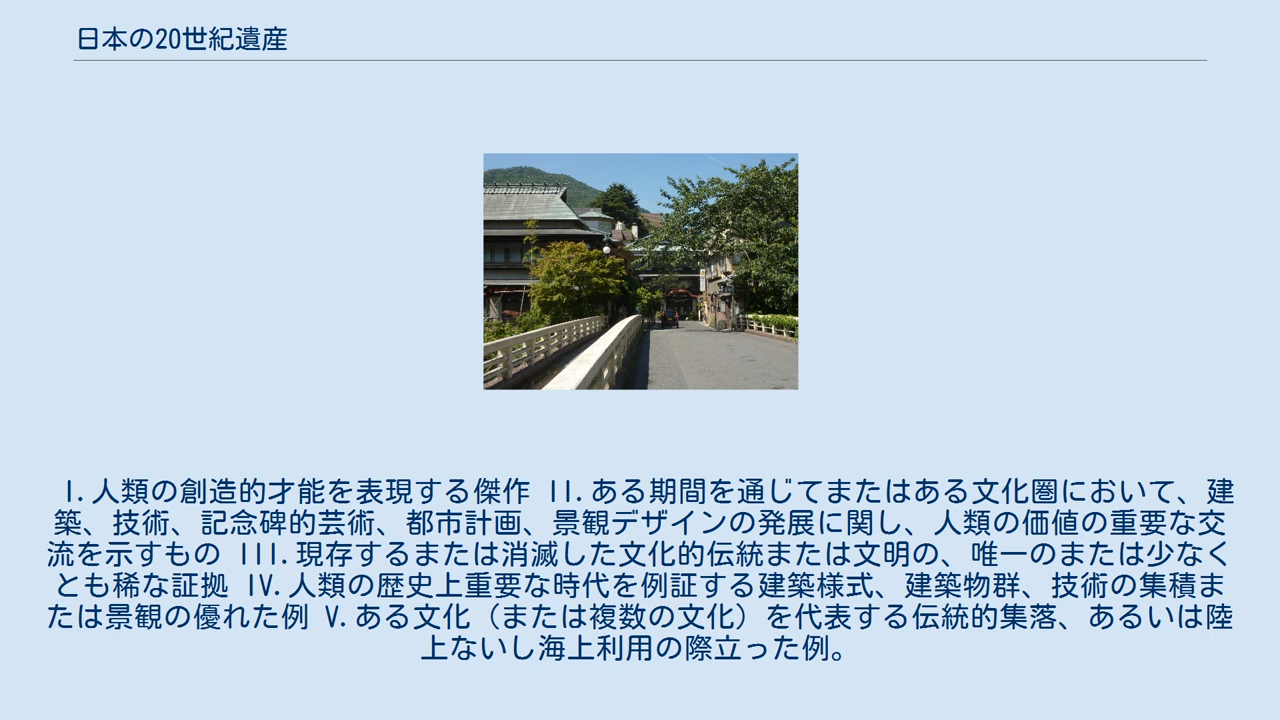 日本の20世紀遺産
I. 人類の創造的才能を表現する傑作 II. ある期間を通じてまたはある文化圏において、建
築、技術、記念碑的芸術、都市計画、景観デザインの発展に関し、人類の価値の重要な交
流を示すもの III. 現存するまたは消滅した文化的伝統または文明の、唯一のまたは少なく
とも稀な証拠 IV. 人類の歴史上重要な時代を例証する建築様式、建築物群、技術の集積ま
たは景観の優れた例 V. ある文化（または複数の文化）を代表する伝統的集落、あるいは陸
上ないし海上利用の際立った例。